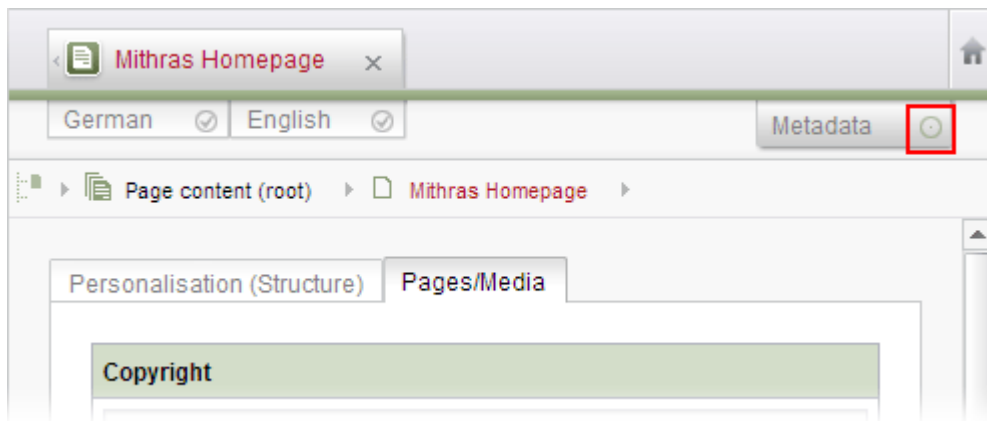 Mithras Homepage
German English Metadata
Page content (root) Mithras Homepage
Personalisation (Structure) Pages/Media
Copyright